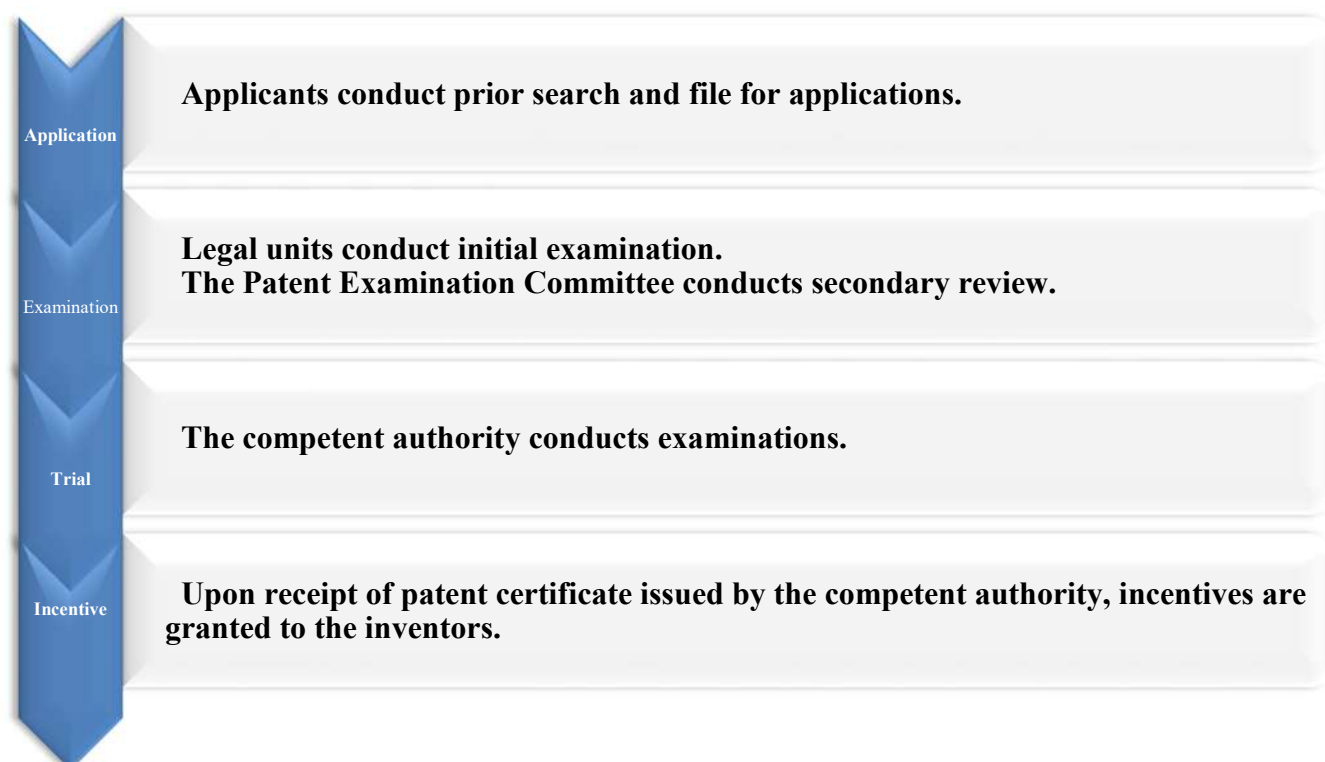 Application
Applicants conduct prior search and file for applications.
Examination
Legal units conduct initial examination.
The Patent Examination Committee conducts secondary review.
Trial
The competent authority conducts examinations.
Incentive
Upon receipt of patent certificate issued by the competent authority, incentives are
granted to the inventors.